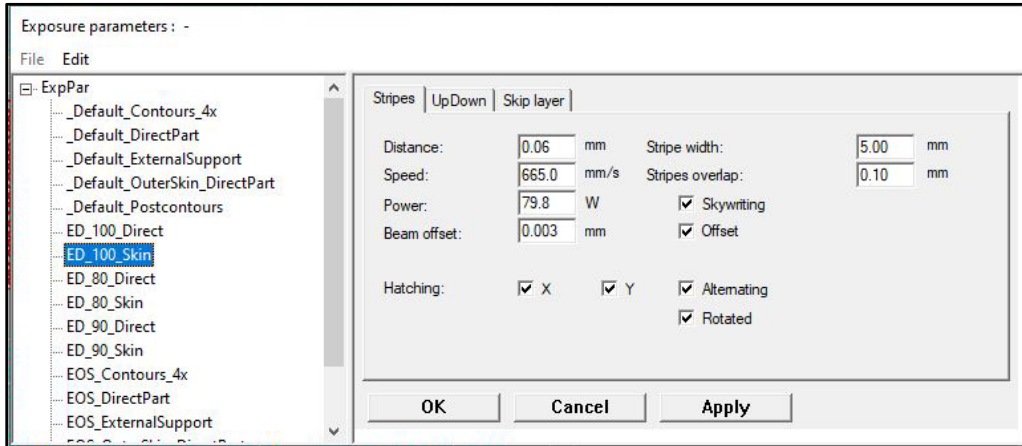 Exposure parameters : -
File Edit
ExpPar
_Default_Contours_4x
_Default_DirectPart
_Default_ExternalSupport
_Default_OuterSkin_DirectPart
_Default_Postcontours
ED_100_Direct
ED_100_Skin
ED_80_Direct
ED_80_Skin
ED_90_Direct
ED_90_Skin
EOS_Contours_4x
EOS_DirectPart
EOS_ExternalSupport
Stripes UpDown Skip layer
Distance: 0.06 mm Stripe width: 5.00 mm
Speed: 665.0 mm/s Stripes overlap: 0.10 mm
Power: 79.8 W Skywriting
Beam offset: 0.003 mm Offset
Hatching: X Y Alternating
Rotated
OK Cancel Apply